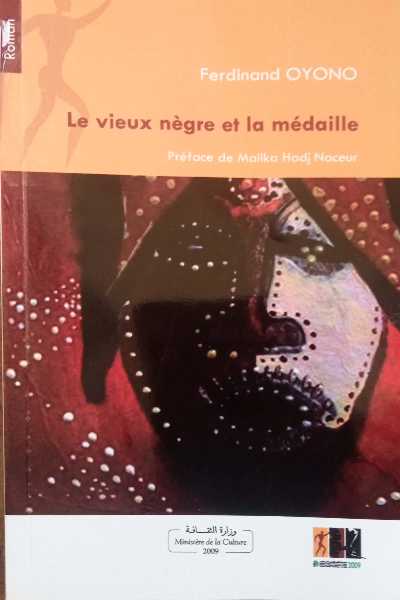 Roman
Ferdinand OYONO
Le vieux nègre et la médaille
Préface de Malika Hadj Naceur
وزارة الثقافة
Ministère de la Culture
2009
2009